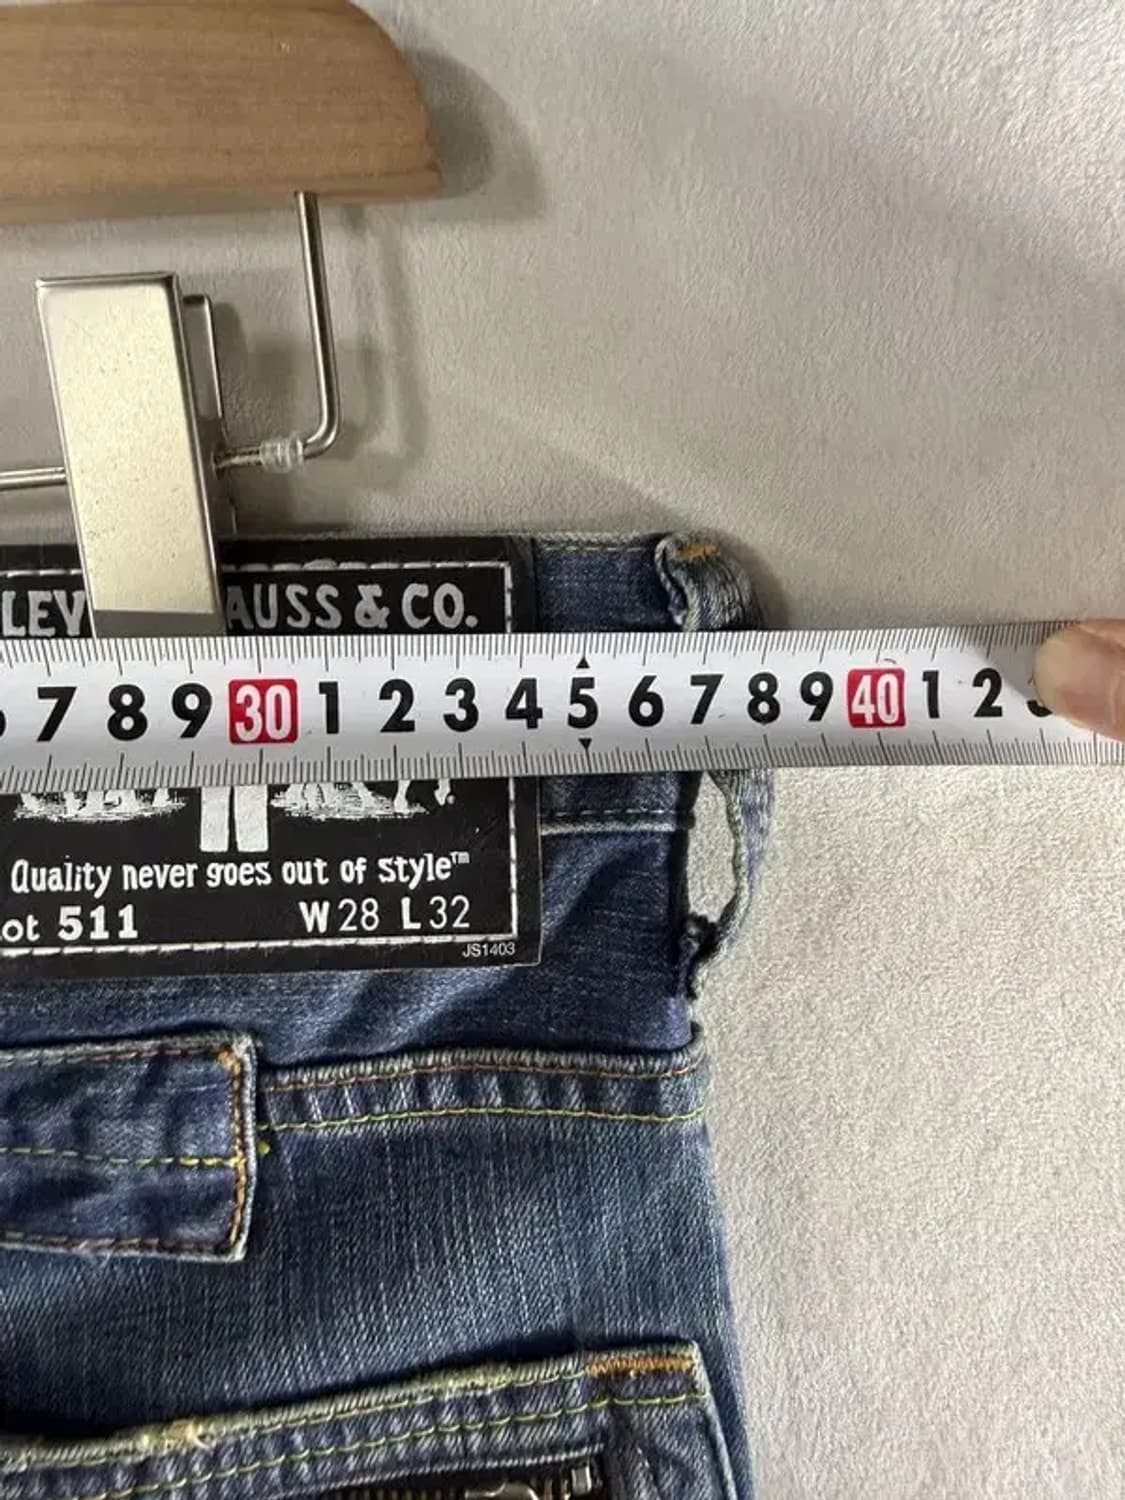 LEV AUSS & CO.
7 8 9 30 1 2 3 4 5 6 7 8 9 40 1 2
Quality never goes out of style™
ot 511 W28 L32
JS1403